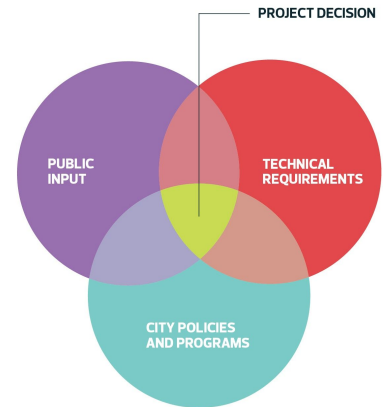 PROJECT DECISION
PUBLIC
INPUT
TECHNICAL
REQUIREMENTS
CITY POLICIES
AND PROGRAMS